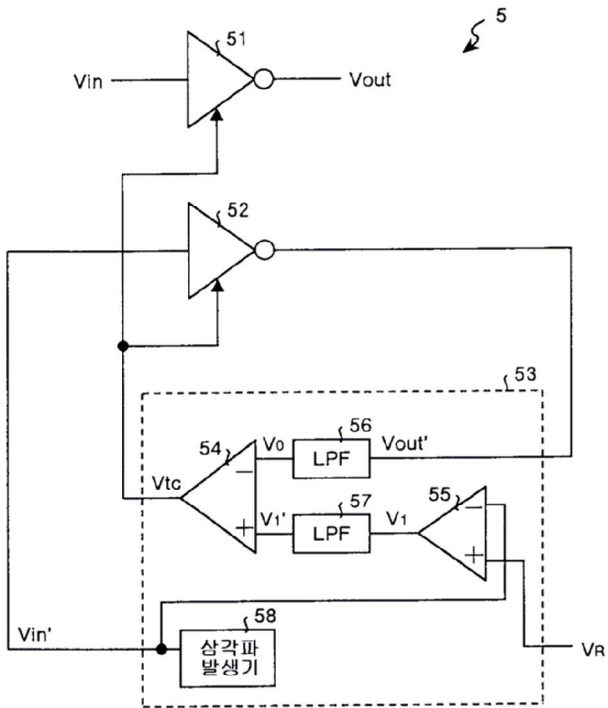 5
51
Vin
Vout
52
53
54
V0
56
LPF
Vout'
Vtc
−
+
V1'
57
LPF
V1
55
−
+
Vin'
58
삼각파
발생기
VR